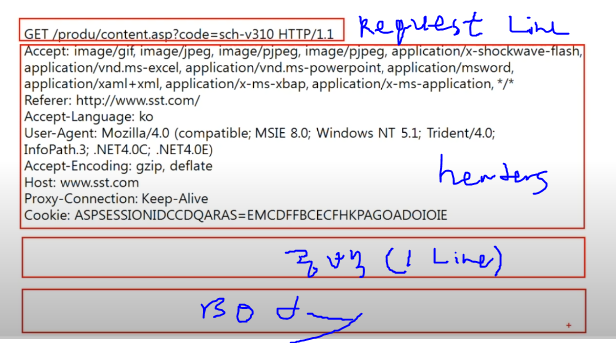 GET /produ/content.asp?code=sch-v310 HTTP/1.1 Request Line
Accept: image/gif, image/jpeg, image/pjpeg, image/pjpeg, application/x-shockwave-flash,
application/vnd.ms-excel, application/vnd.ms-powerpoint, application/msword,
application/xaml+xml, application/x-ms-xbap, application/x-ms-application, */*
Referer: http://www.sst.com/
Accept-Language: ko
User-Agent: Mozilla/4.0 (compatible; MSIE 8.0; Windows NT 5.1; Trident/4.0;
InfoPath.3; .NET4.0C; .NET4.0E)
Accept-Encoding: gzip, deflate
headers
Host: www.sst.com
Proxy-Connection: Keep-Alive
Cookie: ASPSESSIONIDCCDQARAS=EMCDFFBCECFHKPAGOADOIOIE
공백 (1 Line)
BODY